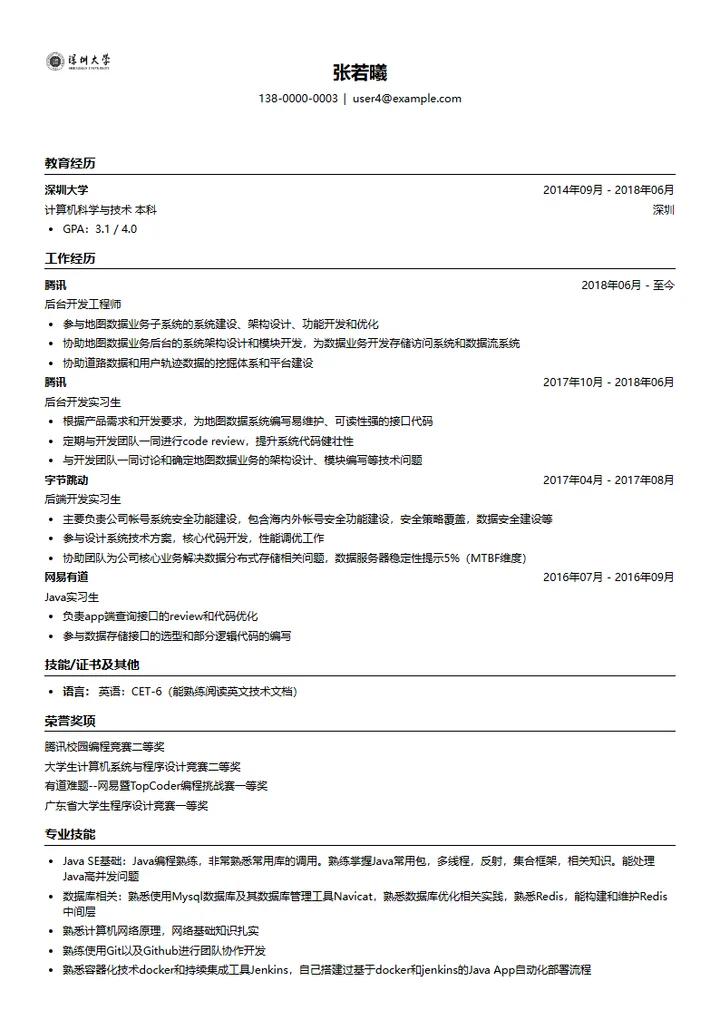 深圳大学
张若曦
138-0000-0003 | user4@example.com
教育经历
深圳大学 2014年09月 - 2018年06月
计算机科学与技术 本科 深圳
• GPA：3.1 / 4.0
工作经历
腾讯 2018年06月 - 至今
后台开发工程师
• 参与地图数据业务子系统的系统建设、架构设计、功能开发和优化
• 协助地图数据业务后台的系统架构设计和模块开发，为数据业务开发存储访问系统和数据流系统
• 协助道路数据和用户轨迹数据的挖掘体系和平台建设
腾讯 2017年10月 - 2018年06月
后台开发实习生
• 根据产品需求和开发要求，为地图数据系统编写易维护、可读性强的接口代码
• 定期与开发团队一同进行code review，提升系统代码健壮性
• 与开发团队一同讨论和确定地图数据业务的架构设计、模块编写等技术问题
字节跳动 2017年04月 - 2017年08月
后端开发实习生
• 主要负责公司帐号系统安全功能建设，包含海内外帐号安全功能建设，安全策略覆盖，数据安全建设等
• 参与设计系统技术方案，核心代码开发，性能调优工作
• 协助团队为公司核心业务解决数据分布式存储相关问题，数据服务器稳定性提示5%（MTBF维度）
网易有道 2016年07月 - 2016年09月
Java实习生
• 负责app端查询接口的review和代码优化
• 参与数据存储接口的选型和部分逻辑代码的编写
技能/证书及其他
• 语言： 英语：CET-6（能熟练阅读英文技术文档）
荣誉奖项
腾讯校园编程竞赛二等奖
大学生计算机系统与程序设计竞赛二等奖
有道难题--网易暨TopCoder编程挑战赛一等奖
广东省大学生程序设计竞赛一等奖
专业技能
• Java SE基础：Java编程熟练，非常熟悉常用库的调用。熟练掌握Java常用包，多线程，反射，集合框架，相关知识。能处理
Java高并发问题
• 数据库相关：熟悉使用Mysql数据库及其数据库管理工具Navicat，熟悉数据库优化相关实践，熟悉Redis，能构建和维护Redis
中间层
• 熟悉计算机网络原理，网络基础知识扎实
• 熟练使用Git以及Github进行团队协作开发
• 熟悉容器化技术docker和持续集成工具Jenkins，自己搭建过基于docker和jenkins的Java App自动化部署流程